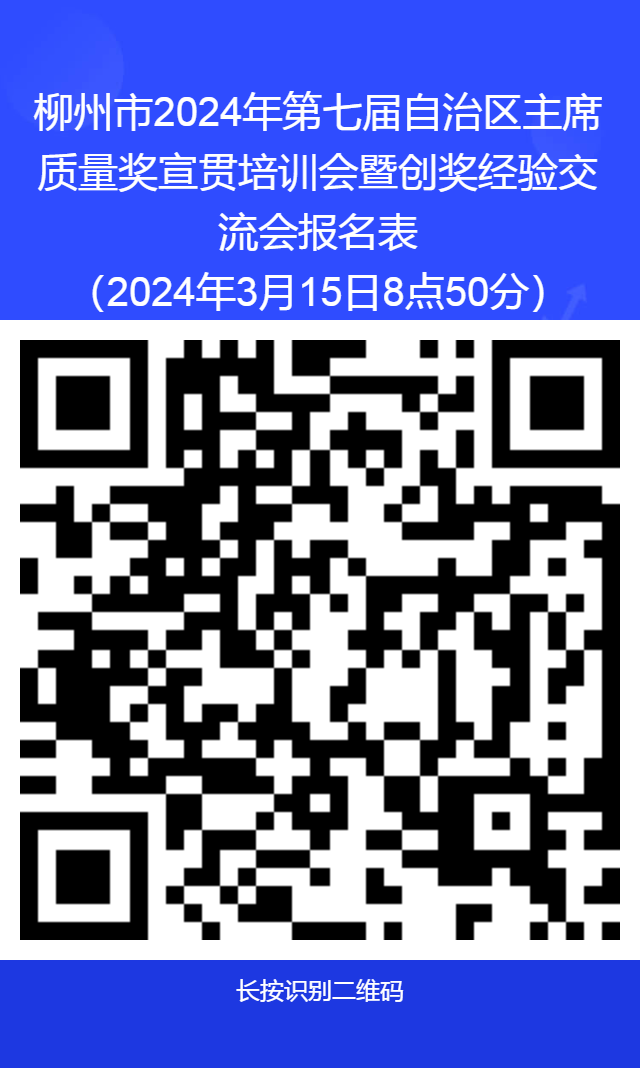 柳州市2024年第七届自治区主席
质量奖宣贯培训会暨创奖经验交
流会报名表
（2024年3月15日8点50分）
长按识别二维码